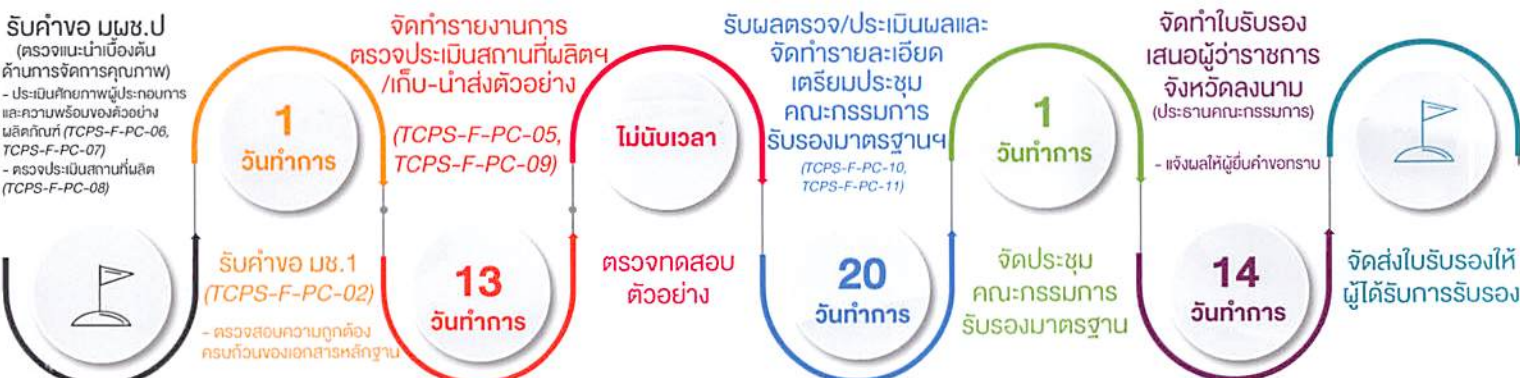 รับคำขอ มผช.ป
(ตรวจแนะนำเบื้องต้น
ด้านการจัดการคุณภาพ)
- ประเมินศักยภาพผู้ประกอบการ
และความพร้อมของตัวอย่าง
ผลิตภัณฑ์ (TCPS-F-PC-06,
TCPS-F-PC-07)
- ตรวจประเมินสถานที่ผลิต
(TCPS-F-PC-08)
1
วันทำการ
รับคำขอ มช.1
(TCPS-F-PC-02)
- ตรวจสอบความถูกต้อง
ครบถ้วนของเอกสารหลักฐาน
จัดทำรายงานการ
ตรวจประเมินสถานที่ผลิตฯ
/เก็บ-นำส่งตัวอย่าง
(TCPS-F-PC-05,
TCPS-F-PC-09)
13
วันทำการ
ไม่นับเวลา
ตรวจทดสอบ
ตัวอย่าง
รับผลตรวจ/ประเมินผลและ
จัดทำรายละเอียด
เตรียมประชุม
คณะกรรมการ
รับรองมาตรฐานฯ
(TCPS-F-PC-10,
TCPS-F-PC-11)
20
วันทำการ
1
วันทำการ
จัดประชุม
คณะกรรมการ
รับรองมาตรฐาน
จัดทำใบรับรอง
เสนอผู้ว่าราชการ
จังหวัดลงนาม
(ประธานคณะกรรมการ)
- แจ้งผลให้ผู้ยื่นคำขอทราบ
14
วันทำการ
จัดส่งใบรับรองให้
ผู้ได้รับการรับรอง